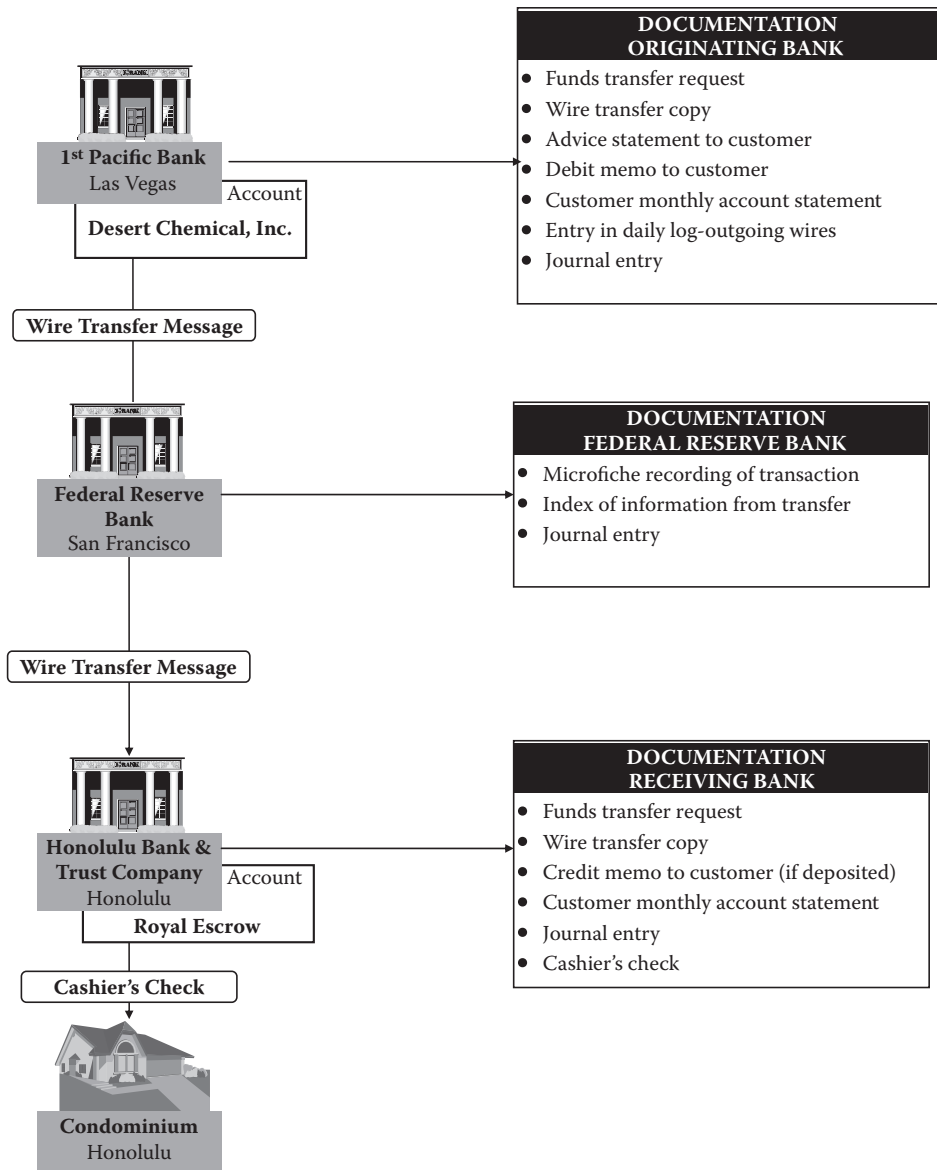 DOCUMENTATION
ORIGINATING BANK
• Funds transfer request
• Wire transfer copy
• Advice statement to customer
• Debit memo to customer
• Customer monthly account statement
• Entry in daily log-outgoing wires
• Journal entry
BANK
1st Pacific Bank
Las Vegas
Account
Desert Chemical, Inc.
Wire Transfer Message
BANK
Federal Reserve
Bank
San Francisco
DOCUMENTATION
FEDERAL RESERVE BANK
• Microfiche recording of transaction
• Index of information from transfer
• Journal entry
Wire Transfer Message
BANK
Honolulu Bank &
Trust Company
Honolulu
Account
Royal Escrow
DOCUMENTATION
RECEIVING BANK
• Funds transfer request
• Wire transfer copy
• Credit memo to customer (if deposited)
• Customer monthly account statement
• Journal entry
• Cashier's check
Cashier's Check
Condominium
Honolulu